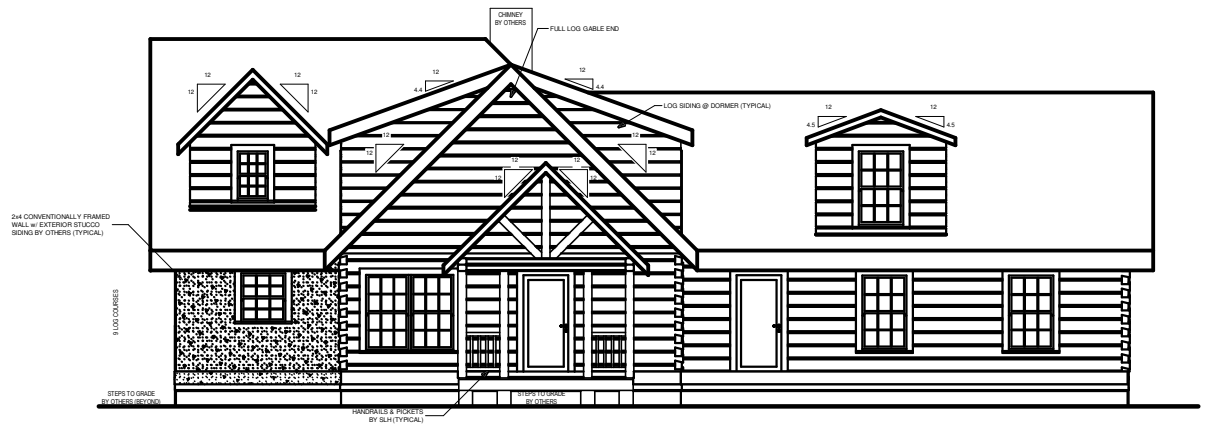 CHIMNEY
BY OTHERS
FULL LOG GABLE END
12
12
12
12
12
4.4
12
4.4
LOG SIDING @ DORMER (TYPICAL)
12
4.5
12
4.5
12
12
12
12
12
12
12
12
2x4 CONVENTIONALLY FRAMED
WALL w/ EXTERIOR STUCCO
SIDING BY OTHERS (TYPICAL)
9 LOG COURSES
STEPS TO GRADE
BY OTHERS (BEYOND)
STEPS TO GRADE
BY OTHERS
HANDRAILS & PICKETS
BY SLH (TYPICAL)